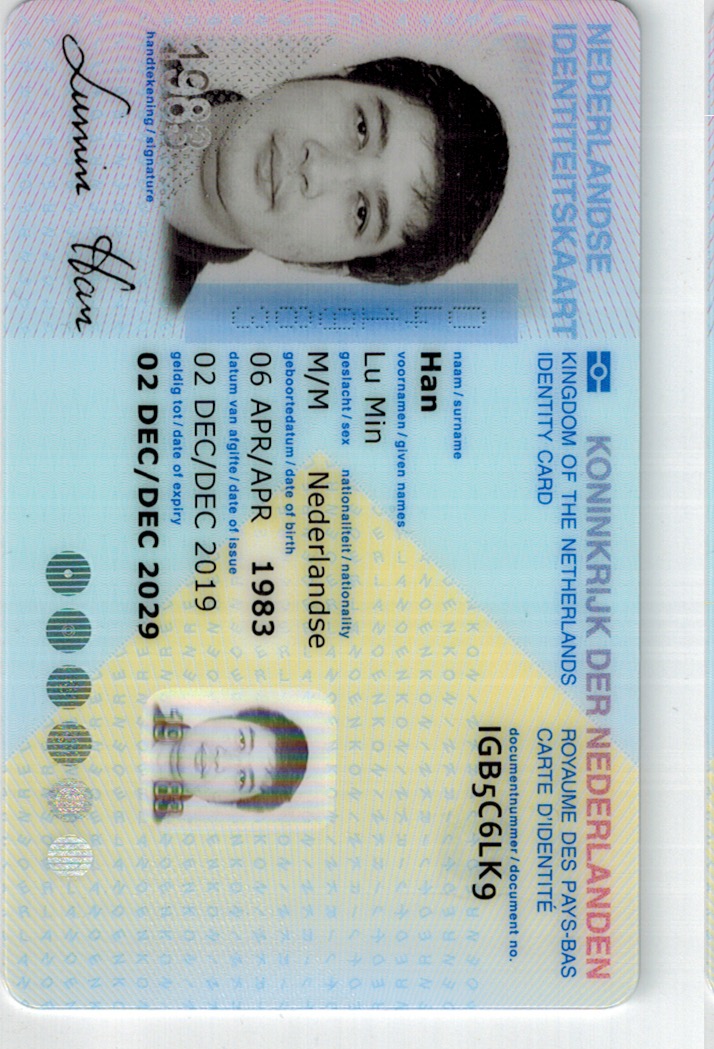 NEDERLANDSE
IDENTITEITSKAART
KONINKRIJK DER NEDERLANDEN
KINGDOM OF THE NETHERLANDS
IDENTITY CARD
ROYAUME DES PAYS-BAS
CARTE D'IDENTITÉ
documentnummer / document no.
IGB5C6LK9
naam / surname
Han
voornamen / given names
Lu Min
geslacht / sex nationaliteit / nationality
M/M Nederlandse
geboortedatum / date of birth
06 APR/APR 1983
datum van afgifte / date of issue
02 DEC/DEC 2019
geldig tot / date of expiry
02 DEC/DEC 2029
1983
handtekening / signature
Lumin Han